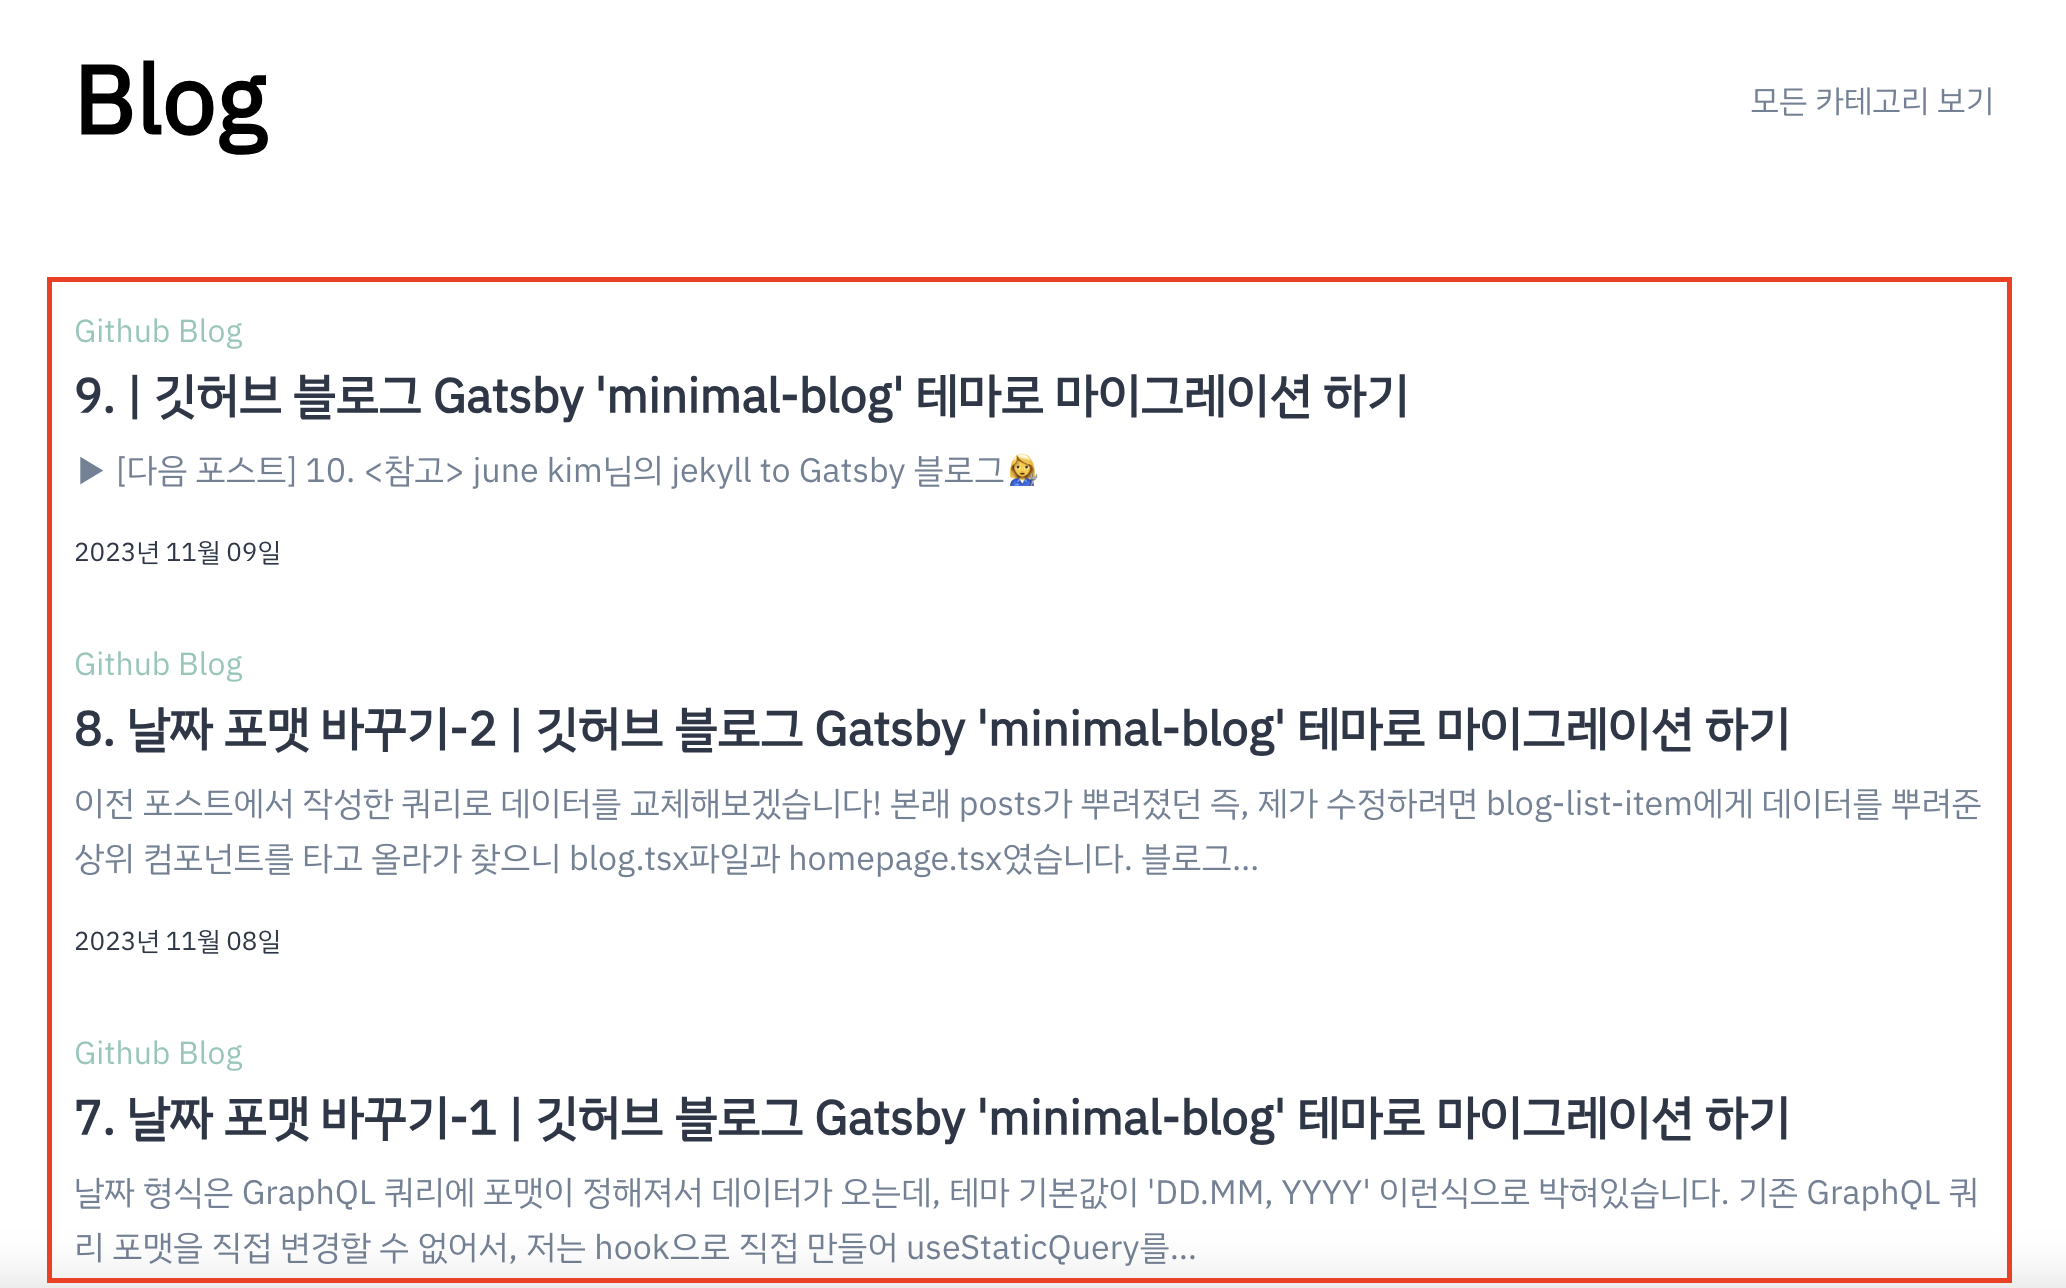 Blog
모든 카테고리 보기
Github Blog
9. | 깃허브 블로그 Gatsby 'minimal-blog' 테마로 마이그레이션 하기
▶ [다음 포스트] 10. <참고> june kim님의 jekyll to Gatsby 블로그👩‍🎨
2023년 11월 09일
Github Blog
8. 날짜 포맷 바꾸기-2 | 깃허브 블로그 Gatsby 'minimal-blog' 테마로 마이그레이션 하기
이전 포스트에서 작성한 쿼리로 데이터를 교체해보겠습니다! 본래 posts가 뿌려졌던 즉, 제가 수정하려면 blog-list-item에게 데이터를 뿌려준
상위 컴포넌트를 타고 올라가 찾으니 blog.tsx파일과 homepage.tsx였습니다. 블로그...
2023년 11월 08일
Github Blog
7. 날짜 포맷 바꾸기-1 | 깃허브 블로그 Gatsby 'minimal-blog' 테마로 마이그레이션 하기
날짜 형식은 GraphQL 쿼리에 포맷이 정해져서 데이터가 오는데, 테마 기본값이 'DD.MM, YYYY' 이런식으로 박혀있습니다. 기존 GraphQL 쿼
리 포맷을 직접 변경할 수 없어서, 저는 hook으로 직접 만들어 useStaticQuery를...